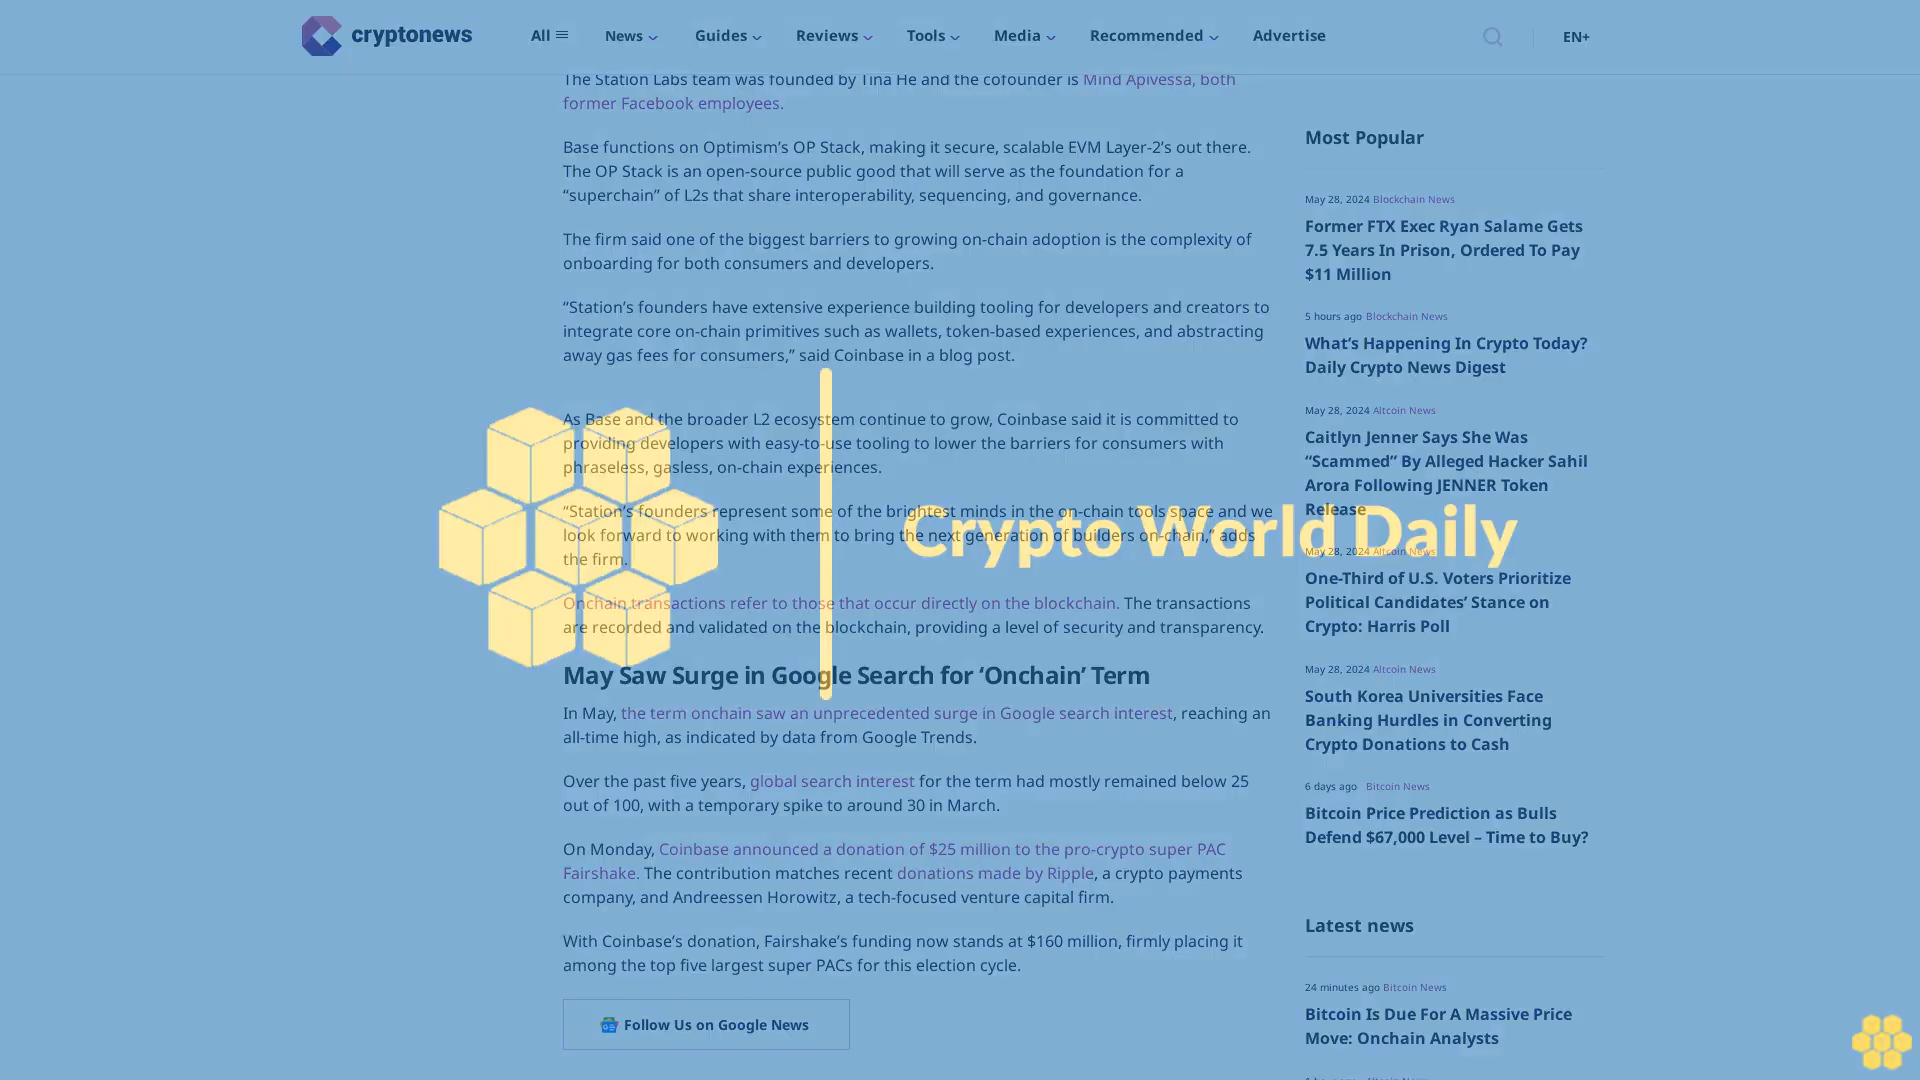 cryptonews
All
News
Guides
Reviews
Tools
Media
Recommended
Advertise
EN+
The Station Labs team was founded by Tina He and the cofounder is Mind Apivessa, both
former Facebook employees.
Base functions on Optimism’s OP Stack, making it secure, scalable EVM Layer-2’s out there.
The OP Stack is an open-source public good that will serve as the foundation for a
“superchain” of L2s that share interoperability, sequencing, and governance.
The firm said one of the biggest barriers to growing on-chain adoption is the complexity of
onboarding for both consumers and developers.
“Station’s founders have extensive experience building tooling for developers and creators to
integrate core on-chain primitives such as wallets, token-based experiences, and abstracting
away gas fees for consumers,” said Coinbase in a blog post.
As Base and the broader L2 ecosystem continue to grow, Coinbase said it is committed to
providing developers with easy-to-use tooling to lower the barriers for consumers with
phraseless, gasless, on-chain experiences.
“Station’s founders represent some of the brightest minds in the on-chain tools space and we
look forward to working with them to bring the next generation of builders on-chain,” adds
the firm.
Onchain transactions refer to those that occur directly on the blockchain. The transactions
are recorded and validated on the blockchain, providing a level of security and transparency.
May Saw Surge in Google Search for ‘Onchain’ Term
In May, the term onchain saw an unprecedented surge in Google search interest, reaching an
all-time high, as indicated by data from Google Trends.
Over the past five years, global search interest for the term had mostly remained below 25
out of 100, with a temporary spike to around 30 in March.
On Monday, Coinbase announced a donation of $25 million to the pro-crypto super PAC
Fairshake. The contribution matches recent donations made by Ripple, a crypto payments
company, and Andreessen Horowitz, a tech-focused venture capital firm.
With Coinbase’s donation, Fairshake’s funding now stands at $160 million, firmly placing it
among the top five largest super PACs for this election cycle.
Follow Us on Google News
Crypto World Daily
Most Popular
May 28, 2024 Blockchain News
Former FTX Exec Ryan Salame Gets
7.5 Years In Prison, Ordered To Pay
$11 Million
5 hours ago Blockchain News
What’s Happening In Crypto Today?
Daily Crypto News Digest
May 28, 2024 Altcoin News
Caitlyn Jenner Says She Was
“Scammed” By Alleged Hacker Sahil
Arora Following JENNER Token
Release
May 28, 2024 Altcoin News
One-Third of U.S. Voters Prioritize
Political Candidates’ Stance on
Crypto: Harris Poll
May 28, 2024 Altcoin News
South Korea Universities Face
Banking Hurdles in Converting
Crypto Donations to Cash
6 days ago Bitcoin News
Bitcoin Price Prediction as Bulls
Defend $67,000 Level – Time to Buy?
Latest news
24 minutes ago Bitcoin News
Bitcoin Is Due For A Massive Price
Move: Onchain Analysts